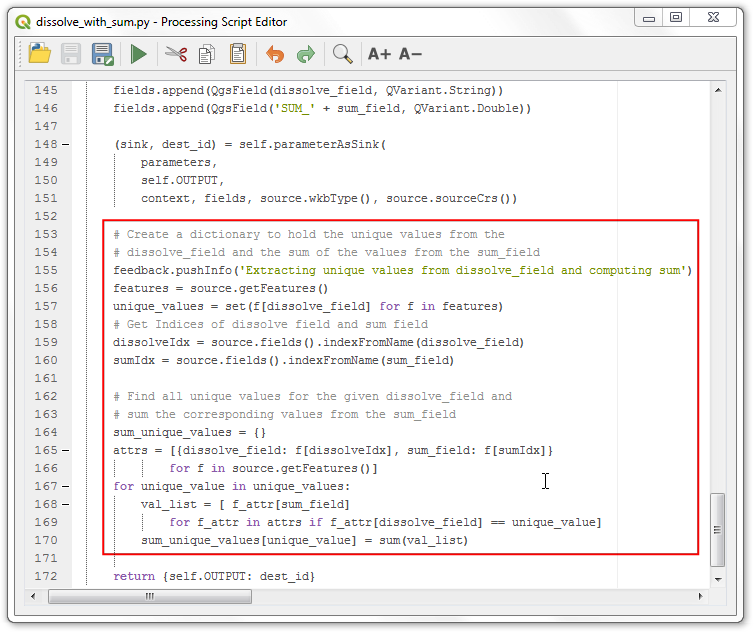 dissolve_with_sum.py - Processing Script Editor
A+ A−
145 fields.append(QgsField(dissolve_field, QVariant.String))
146 fields.append(QgsField('SUM_' + sum_field, QVariant.Double))
147
148 (sink, dest_id) = self.parameterAsSink(
149 parameters,
150 self.OUTPUT,
151 context, fields, source.wkbType(), source.sourceCrs())
152
153 # Create a dictionary to hold the unique values from the
154 # dissolve_field and the sum of the values from the sum_field
155 feedback.pushInfo('Extracting unique values from dissolve_field and computing sum')
156 features = source.getFeatures()
157 unique_values = set(f[dissolve_field] for f in features)
158 # Get Indices of dissolve field and sum field
159 dissolveIdx = source.fields().indexFromName(dissolve_field)
160 sumIdx = source.fields().indexFromName(sum_field)
161
162 # Find all unique values for the given dissolve_field and
163 # sum the corresponding values from the sum_field
164 sum_unique_values = {}
165 attrs = [{dissolve_field: f[dissolveIdx], sum_field: f[sumIdx]}
166 for f in source.getFeatures()]
167 for unique_value in unique_values:
168 val_list = [ f_attr[sum_field]
169 for f_attr in attrs if f_attr[dissolve_field] == unique_value]
170 sum_unique_values[unique_value] = sum(val_list)
171
172 return {self.OUTPUT: dest_id}